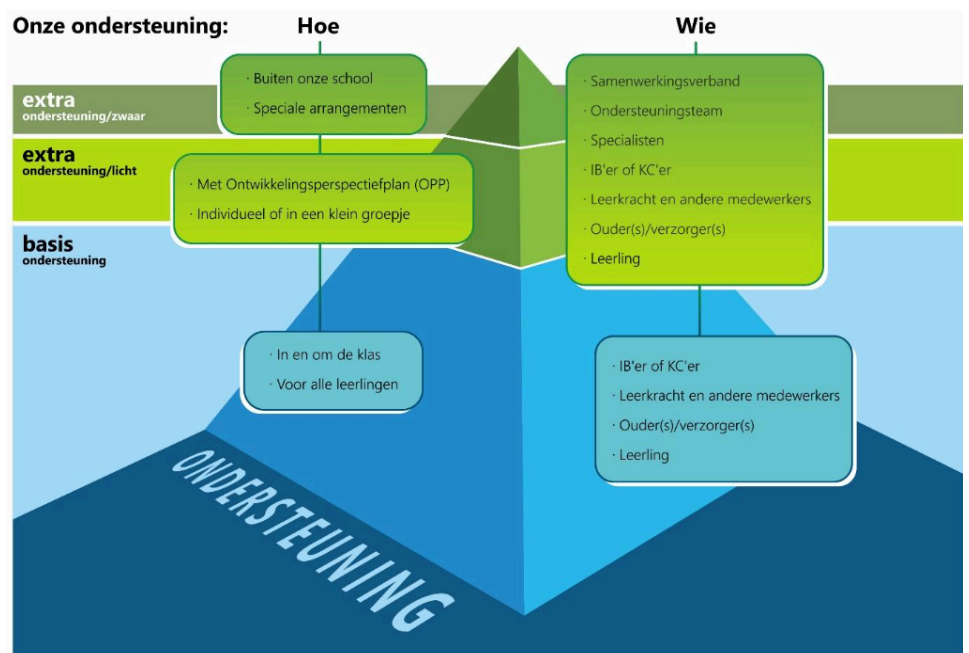 Onze ondersteuning:
Hoe
Wie
extra
ondersteuning/zwaar
· Buiten onze school
· Speciale arrangementen
extra
ondersteuning/licht
· Met Ontwikkelingsperspectiefplan (OPP)
· Individueel of in een klein groepje
basis
ondersteuning
· In en om de klas
· Voor alle leerlingen
· Samenwerkingsverband
· Ondersteuningsteam
· Specialisten
· IB'er of KC'er
· Leerkracht en andere medewerkers
· Ouder(s)/verzorger(s)
· Leerling
· IB'er of KC'er
· Leerkracht en andere medewerkers
· Ouder(s)/verzorger(s)
· Leerling
ONDERSTEUNING